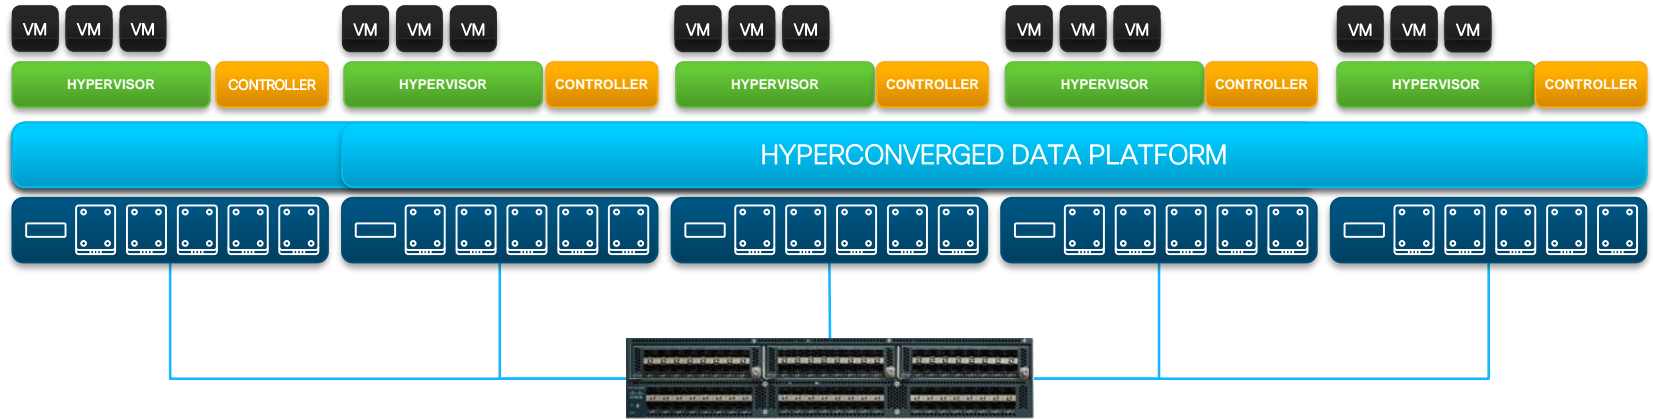 VM VM VM VM VM VM VM VM VM VM VM VM VM VM VM
HYPERVISOR CONTROLLER HYPERVISOR CONTROLLER HYPERVISOR CONTROLLER HYPERVISOR CONTROLLER HYPERVISOR CONTROLLER
HYPERCONVERGED DATA PLATFORM